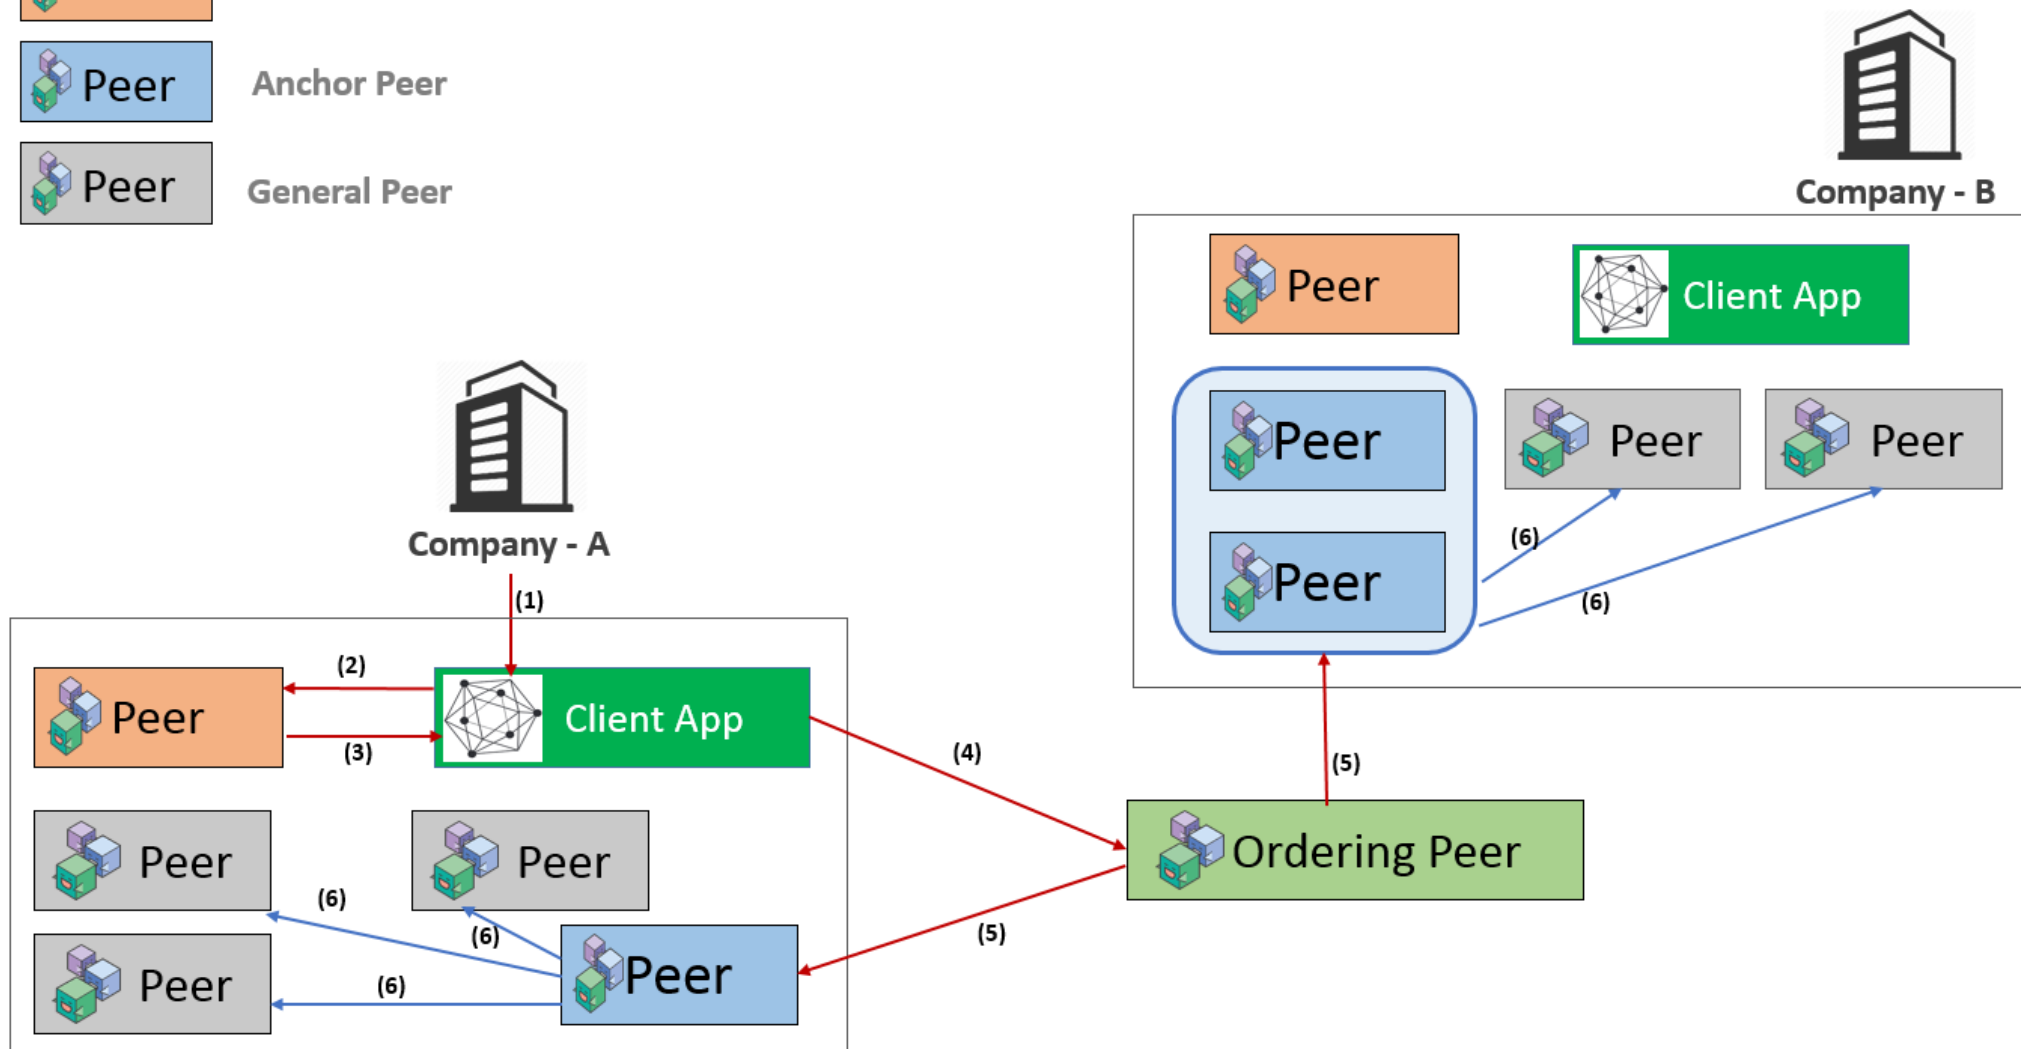 Peer
Anchor Peer
Peer
General Peer
Company - B
Peer
Client App
Peer
Peer
Peer
Peer
(6)
(6)
Company - A
(1)
(2)
Peer
Client App
(3)
(4)
(5)
Ordering Peer
Peer
Peer
(6)
(6)
(5)
Peer
Peer
(6)